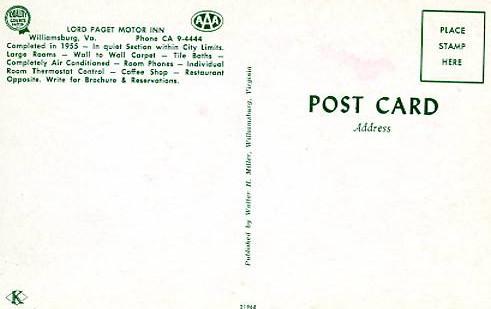 QUALITY
COURTS
LORD PAGET MOTOR INN
AAA
Williamsburg, Va. Phone CA 9-4444
Completed in 1955 — In quiet Section within City Limits.
Large Rooms — Wall to Wall Carpet — Tile Baths —
Completely Air Conditioned — Room Phones — Individual
Room Thermostat Control — Coffee Shop — Restaurant
Opposite. Write for Brochure & Reservations.
Published by Walter H. Miller, Williamsburg, Virginia
PLACE
STAMP
HERE
POST CARD
Address
K